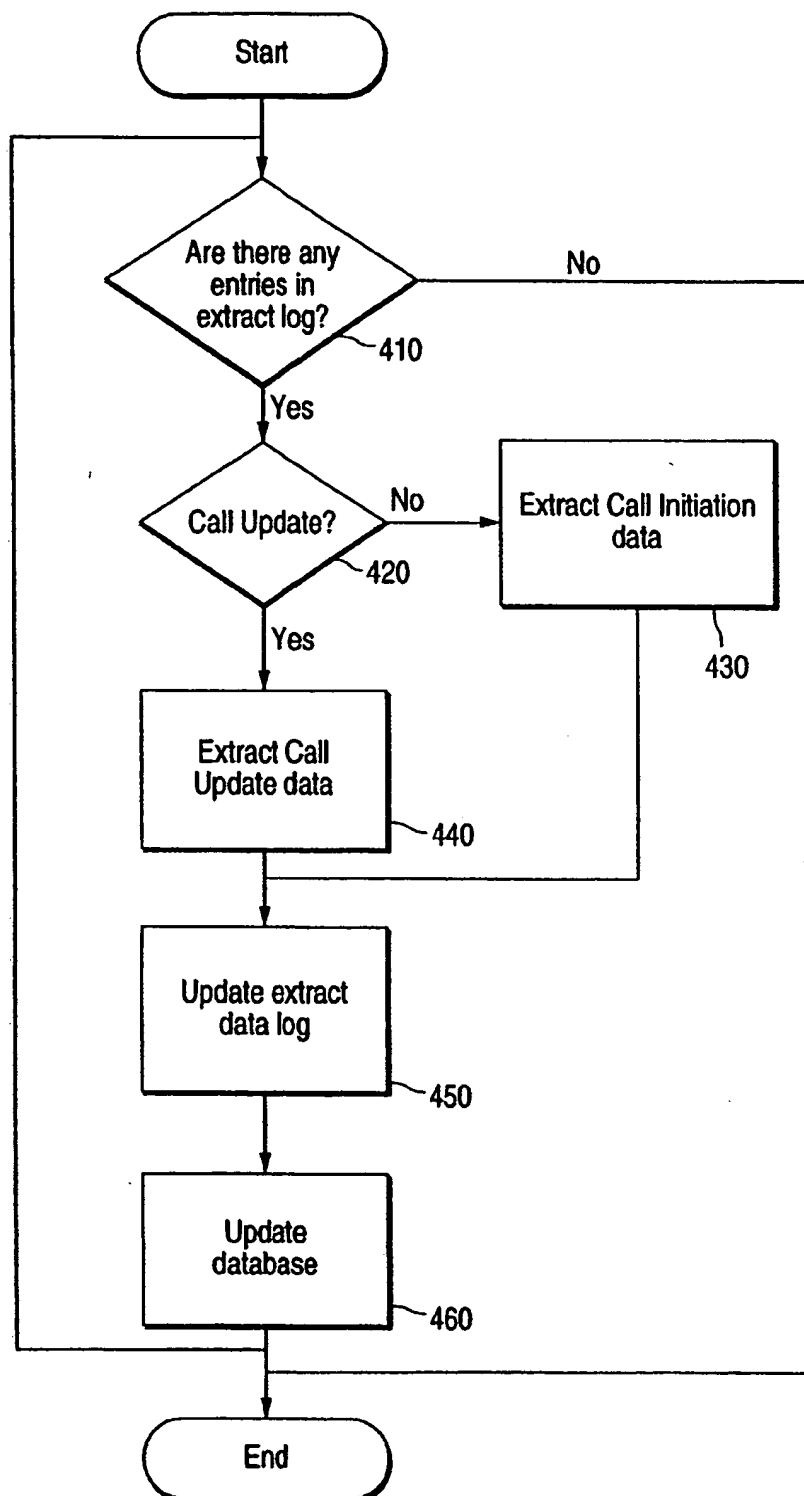 Start
Are there any
entries in
extract log?
No
410
Yes
Call Update?
No
Extract Call Initiation
data
420
430
Yes
Extract Call
Update data
440
Update extract
data log
450
Update
database
460
End